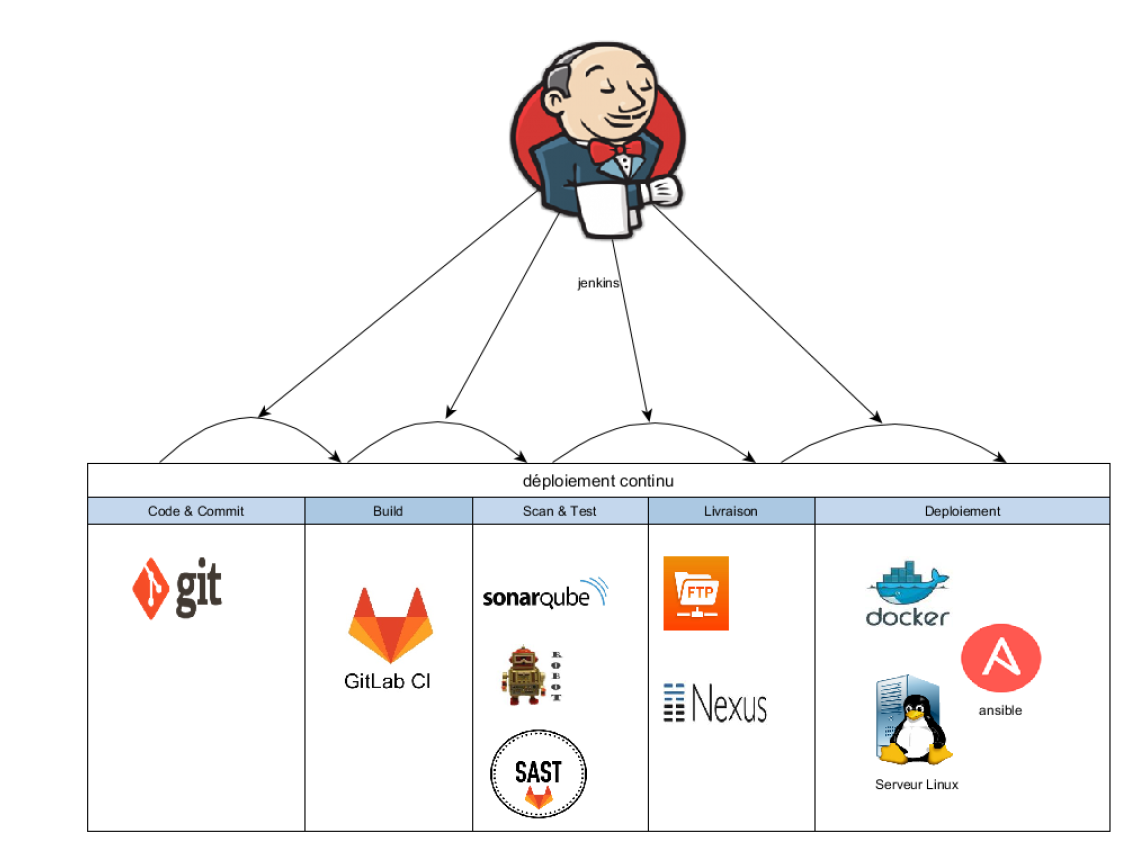 jenkins
déploiement continu
Code & Commit
Build
Scan & Test
Livraison
Deploiement
git
GitLab CI
sonarqube
ROBOT
SAST
FTP
Nexus
docker
ansible
Serveur Linux